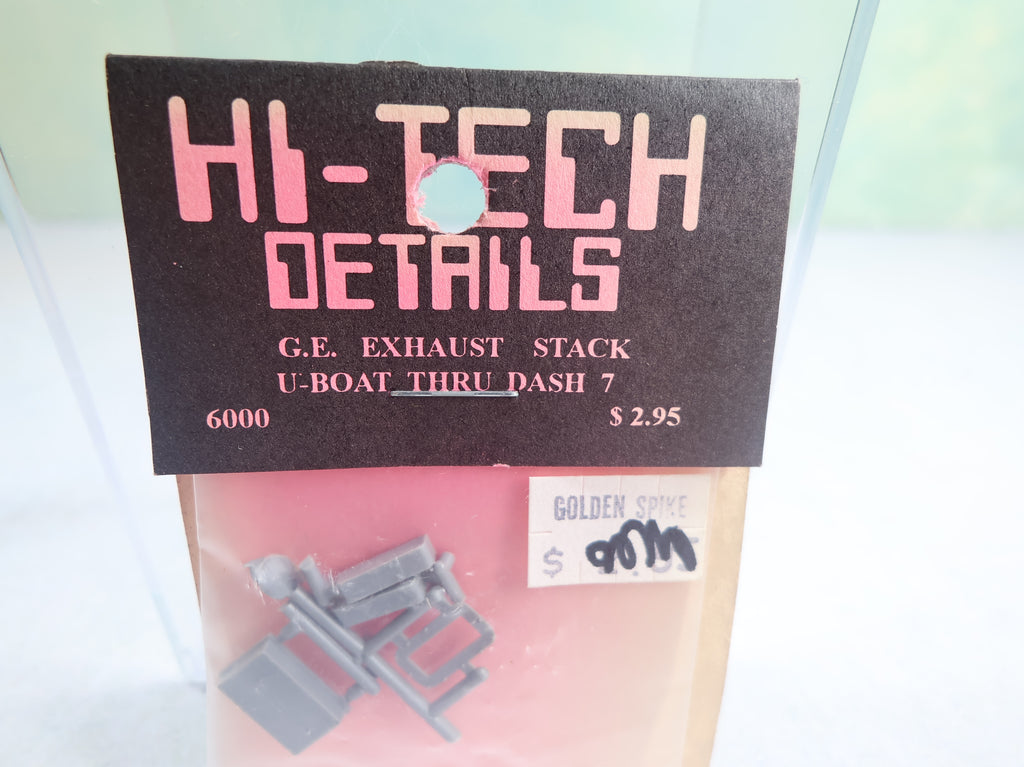 HI-TECH
DETAILS
G.E. EXHAUST STACK
U-BOAT THRU DASH 7
6000 $ 2.95
GOLDEN SPIKE
$